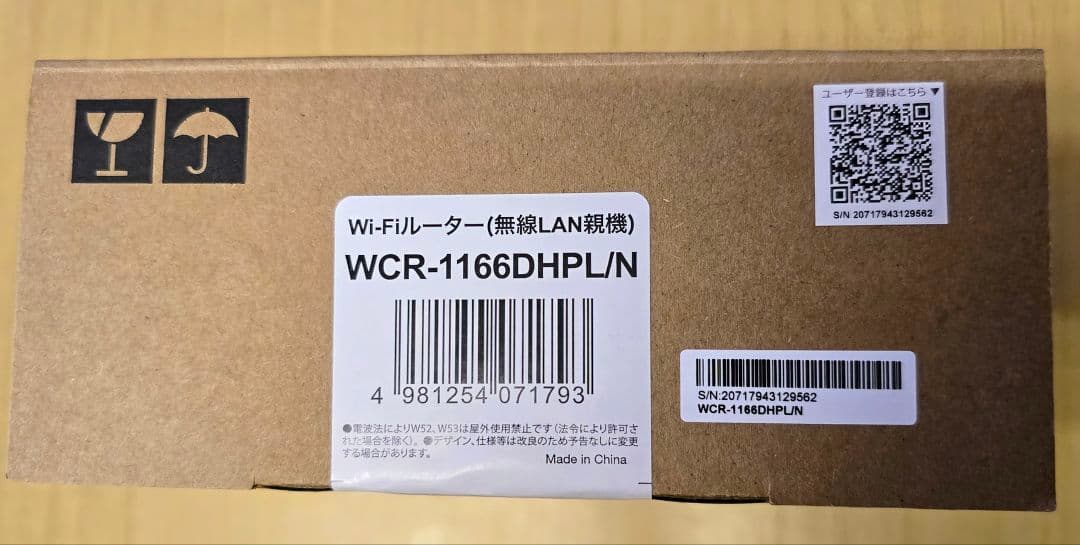 ユーザー登録はこちら▼
S/N 20717943129562
Wi-Fiルーター(無線LAN親機)
WCR-1166DHPL/N
4 981254 071793
●電波法によりW52、W53は屋外使用禁止です(法令により許可さ
れた場合を除く)。●デザイン、仕様等は改良のため予告なしに変更
する場合があります。
Made in China
S/N:20717943129562
WCR-1166DHPL/N